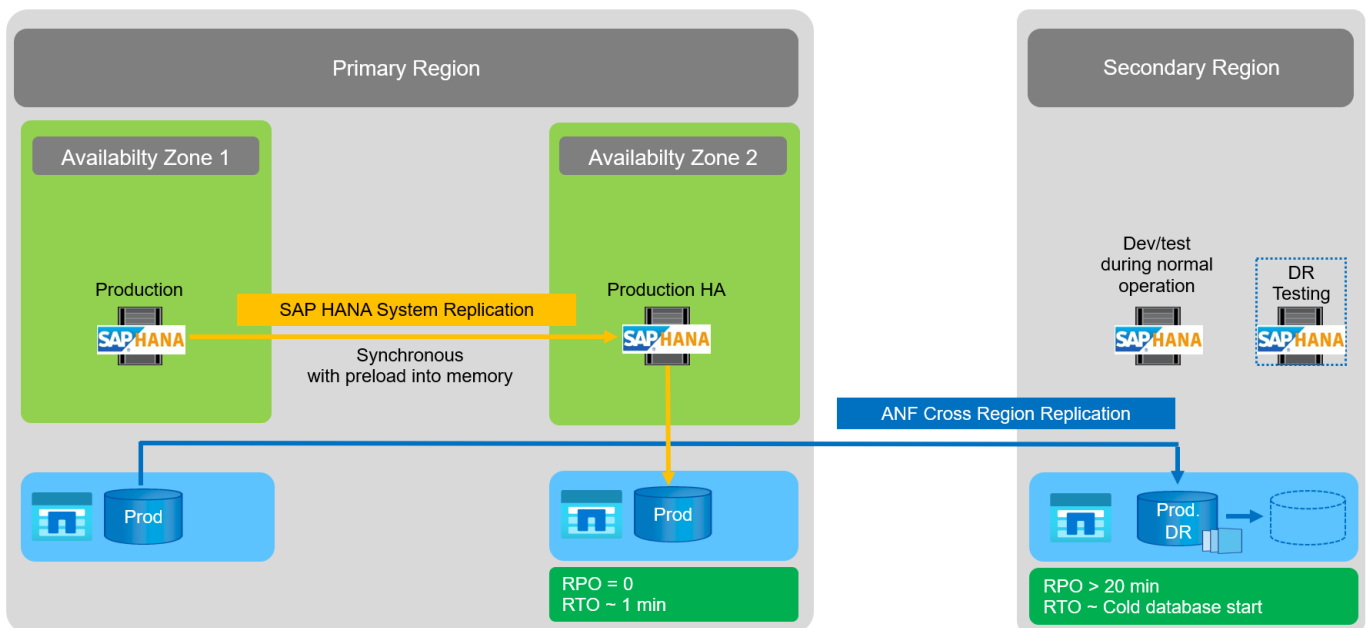 Primary Region
Secondary Region
Availabilty Zone 1
Availabilty Zone 2
Production
SAP HANA
SAP HANA System Replication
Synchronous
with preload into memory
Production HA
SAP HANA
Dev/test
during normal
operation
SAP HANA
DR
Testing
SAP HANA
ANF Cross Region Replication
Prod
Prod
Prod.
DR
RPO = 0
RTO ~ 1 min
RPO > 20 min
RTO ~ Cold database start